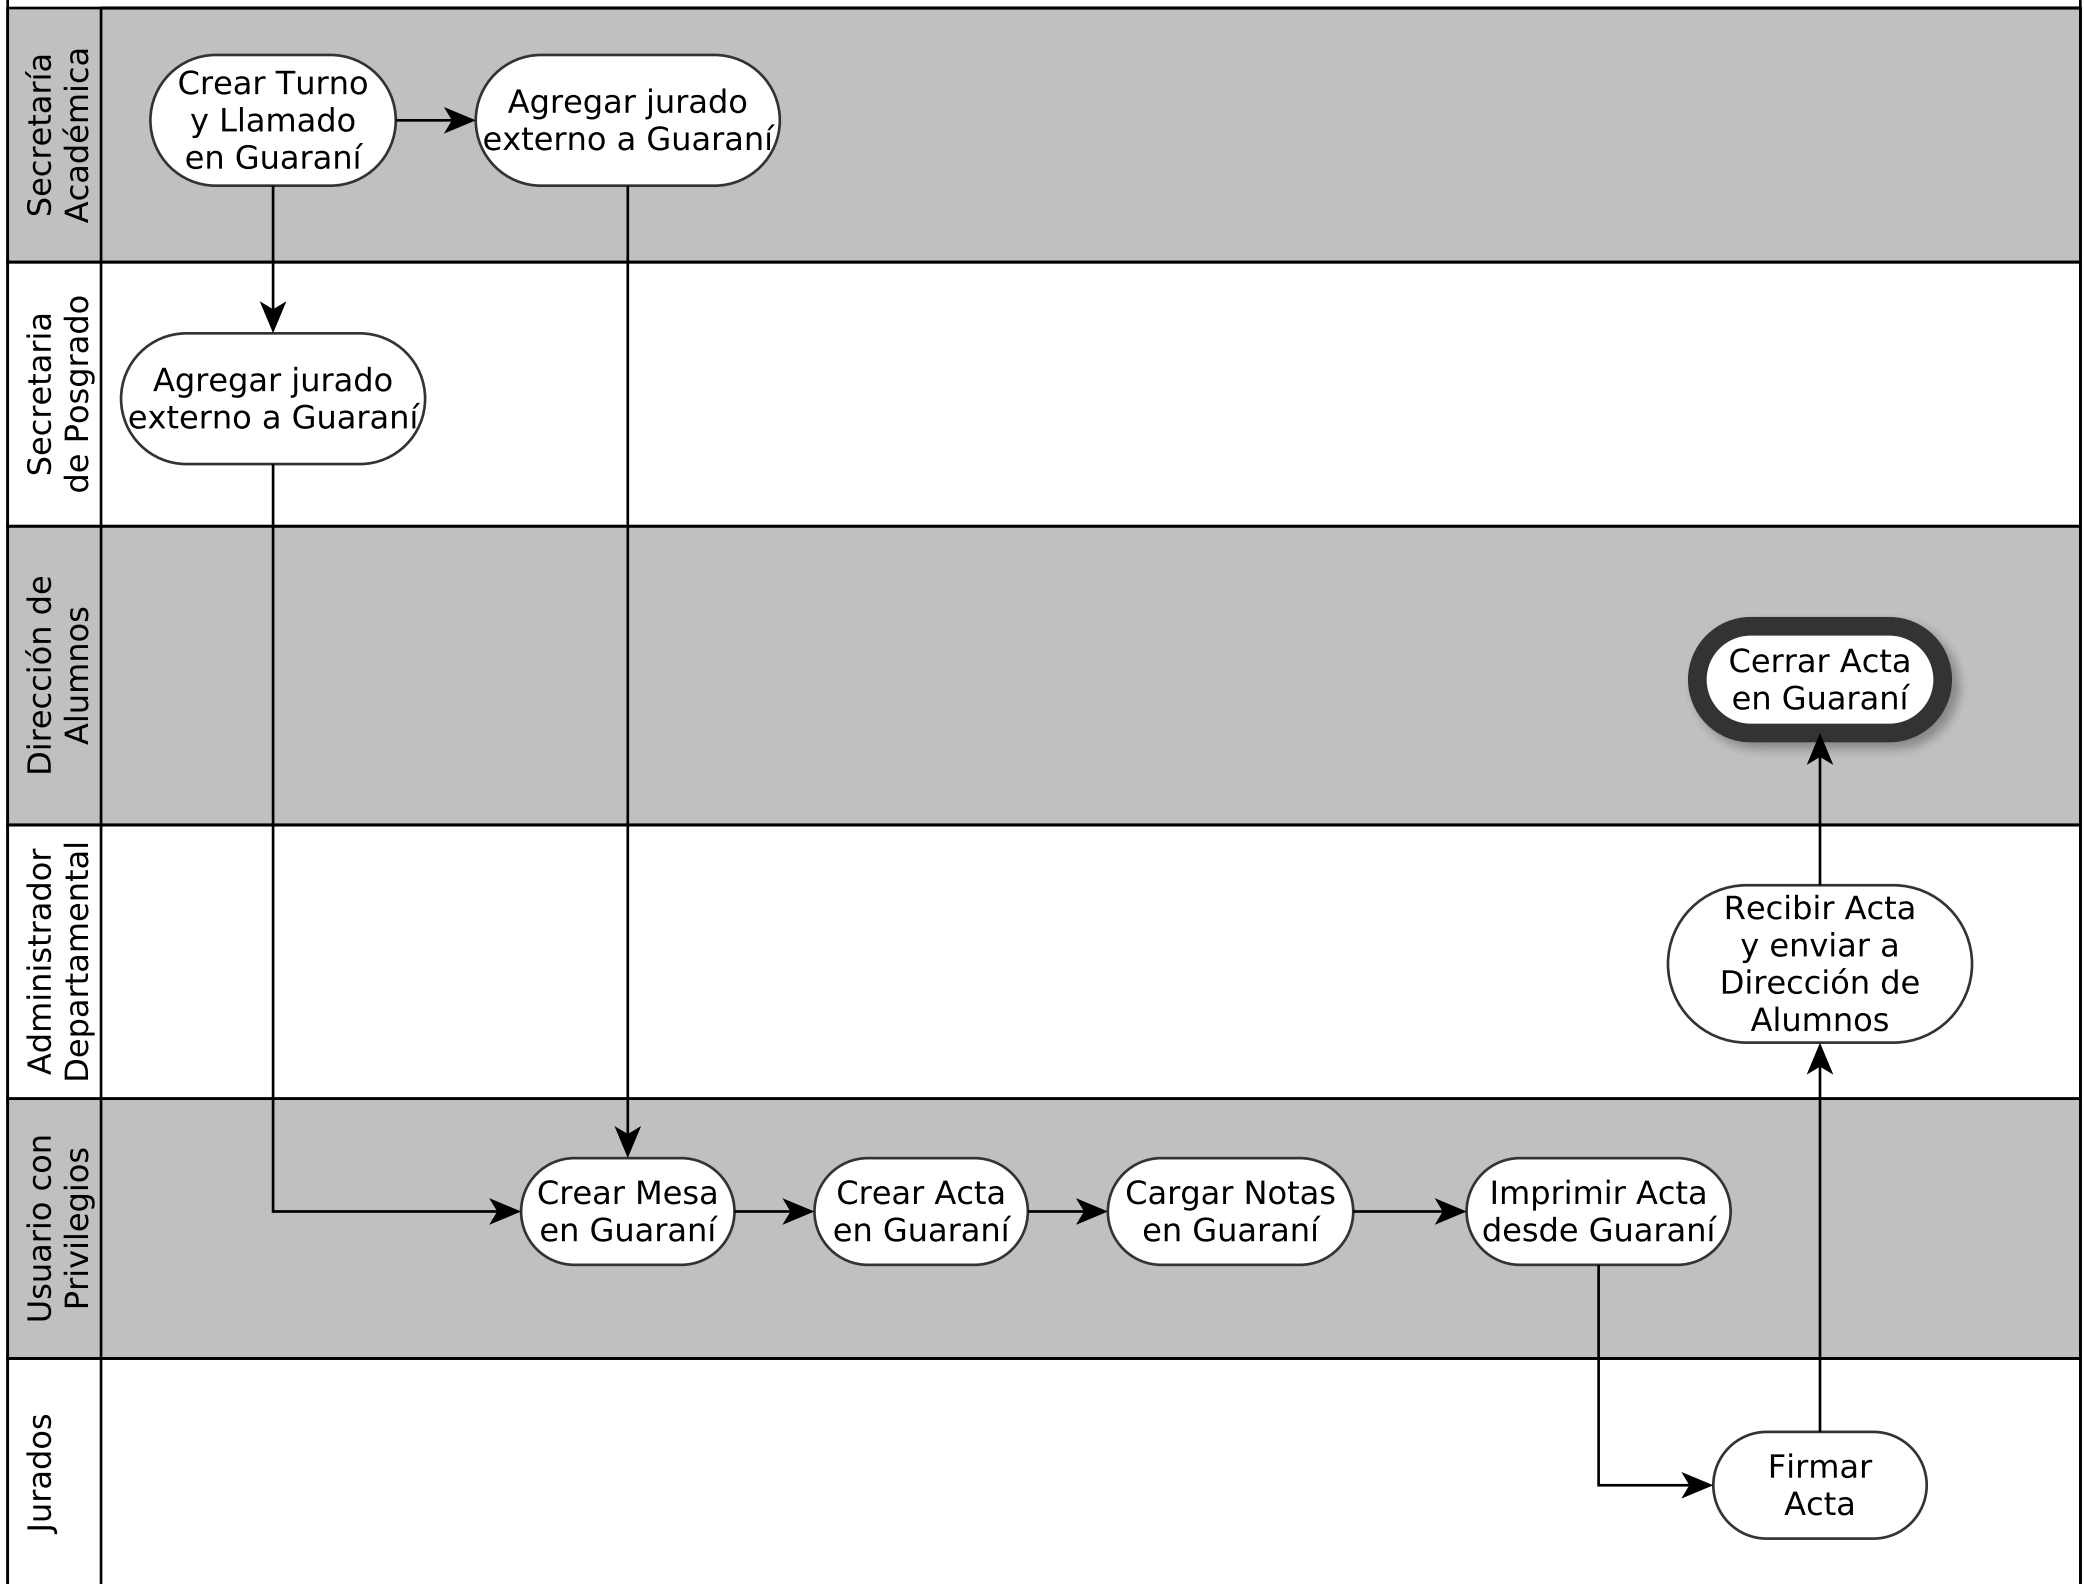 Secretaría
Académica
Crear Turno
y Llamado
en Guaraní
Agregar jurado
externo a Guaraní
Secretaria
de Posgrado
Agregar jurado
externo a Guaraní
Dirección de
Alumnos
Cerrar Acta
en Guaraní
Administrador
Departamental
Recibir Acta
y enviar a
Dirección de
Alumnos
Usuario con
Privilegios
Crear Mesa
en Guaraní
Crear Acta
en Guaraní
Cargar Notas
en Guaraní
Imprimir Acta
desde Guaraní
Jurados
Firmar
Acta